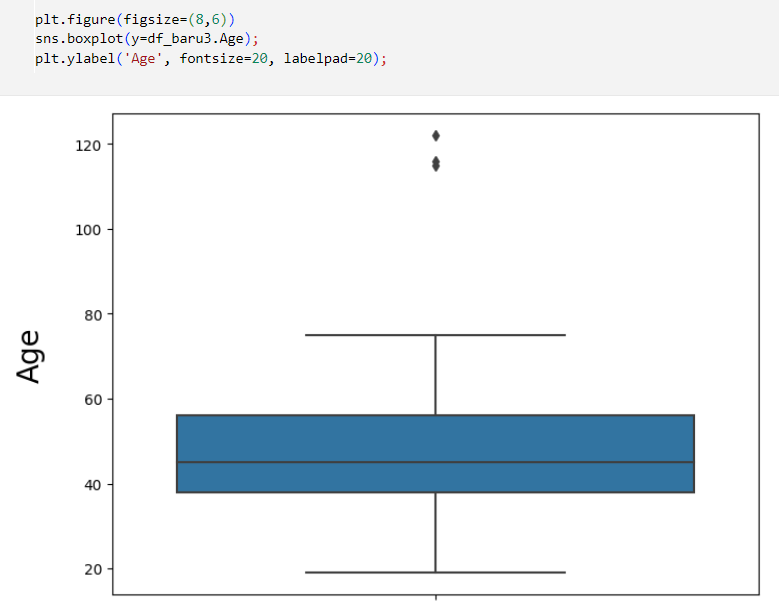 plt.figure(figsize=(8,6))
sns.boxplot(y=df_baru3.Age);
plt.ylabel('Age', fontsize=20, labelpad=20);
120
100
80
60
40
20
Age